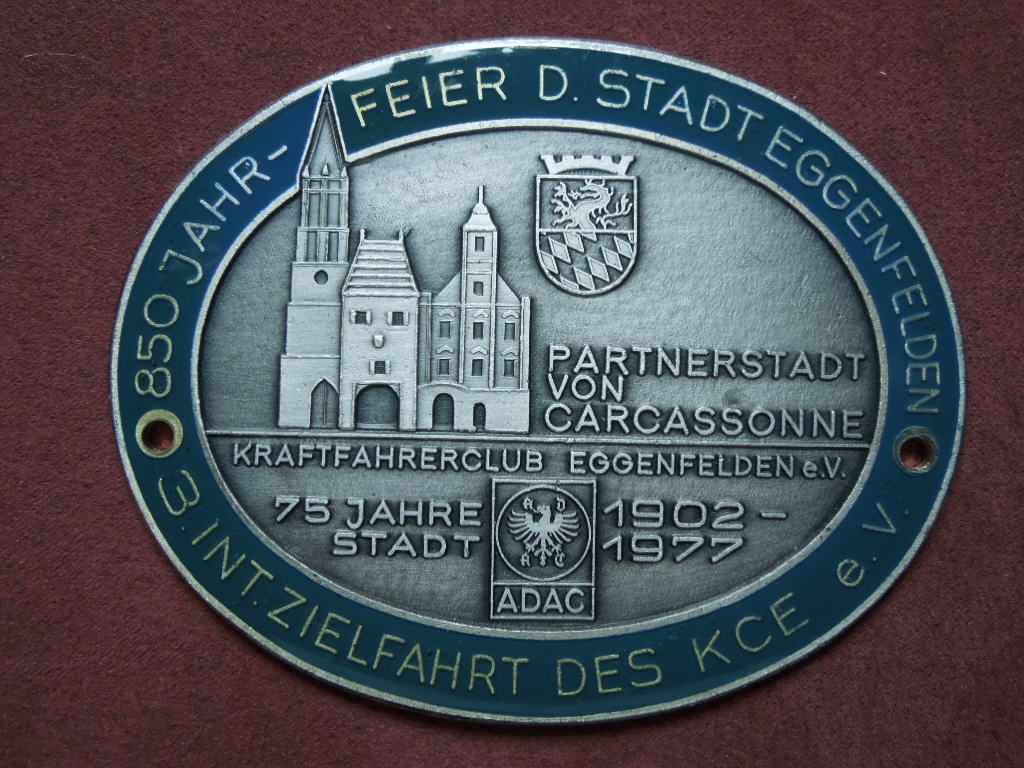 850 JAHR-FEIER D. STADT EGGENFELDEN
PARTNERSTADT
VON
CARCASSONNE
KRAFTFAHRERCLUB EGGENFELDEN e.V.
75 JAHRE
STADT
1902-
1977
ADAC
ADAC
3. INT. ZIELFAHRT DES KCE e.V.